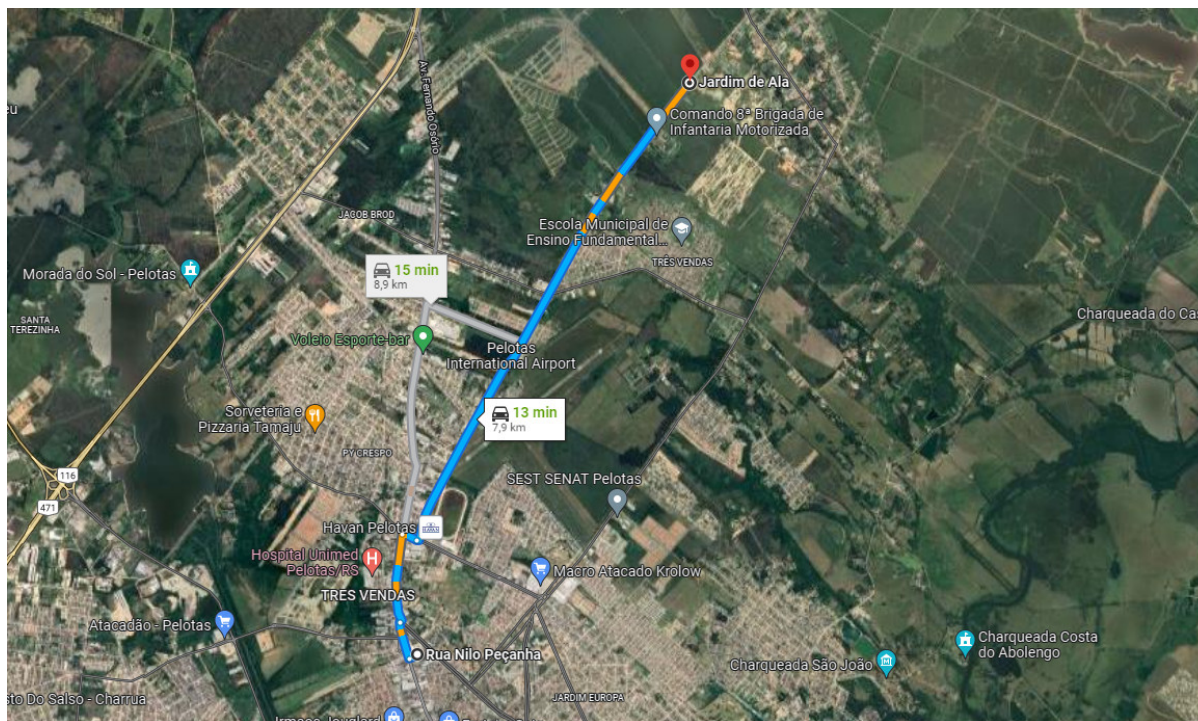 Jardim de Ala
Comando 8ª Brigada de
Infantaria Motorizada
Av. Fernando Osório
JACOB BROD
Escola Municipal de
Ensino Fundamental...
TRÊS VENDAS
Morada do Sol - Pelotas
15 min
8,9 km
SANTA
TEREZINHA
Voleio Esporte-bar
Pelotas
International Airport
Charqueada do Cas
13 min
7,9 km
Sorveteria e
Pizzaria Tamaju
PY CRESPO
116
471
SEST SENAT Pelotas
Havan Pelotas
Hospital Unimed
Pelotas/RS
H
Macro Atacado Krolow
TRÊS VENDAS
Atacadão - Pelotas
Rua Nilo Peçanha
Charqueada Costa
do Abolengo
Charqueada São João
sto Do Salso - Charrua
JARDIM EUROPA